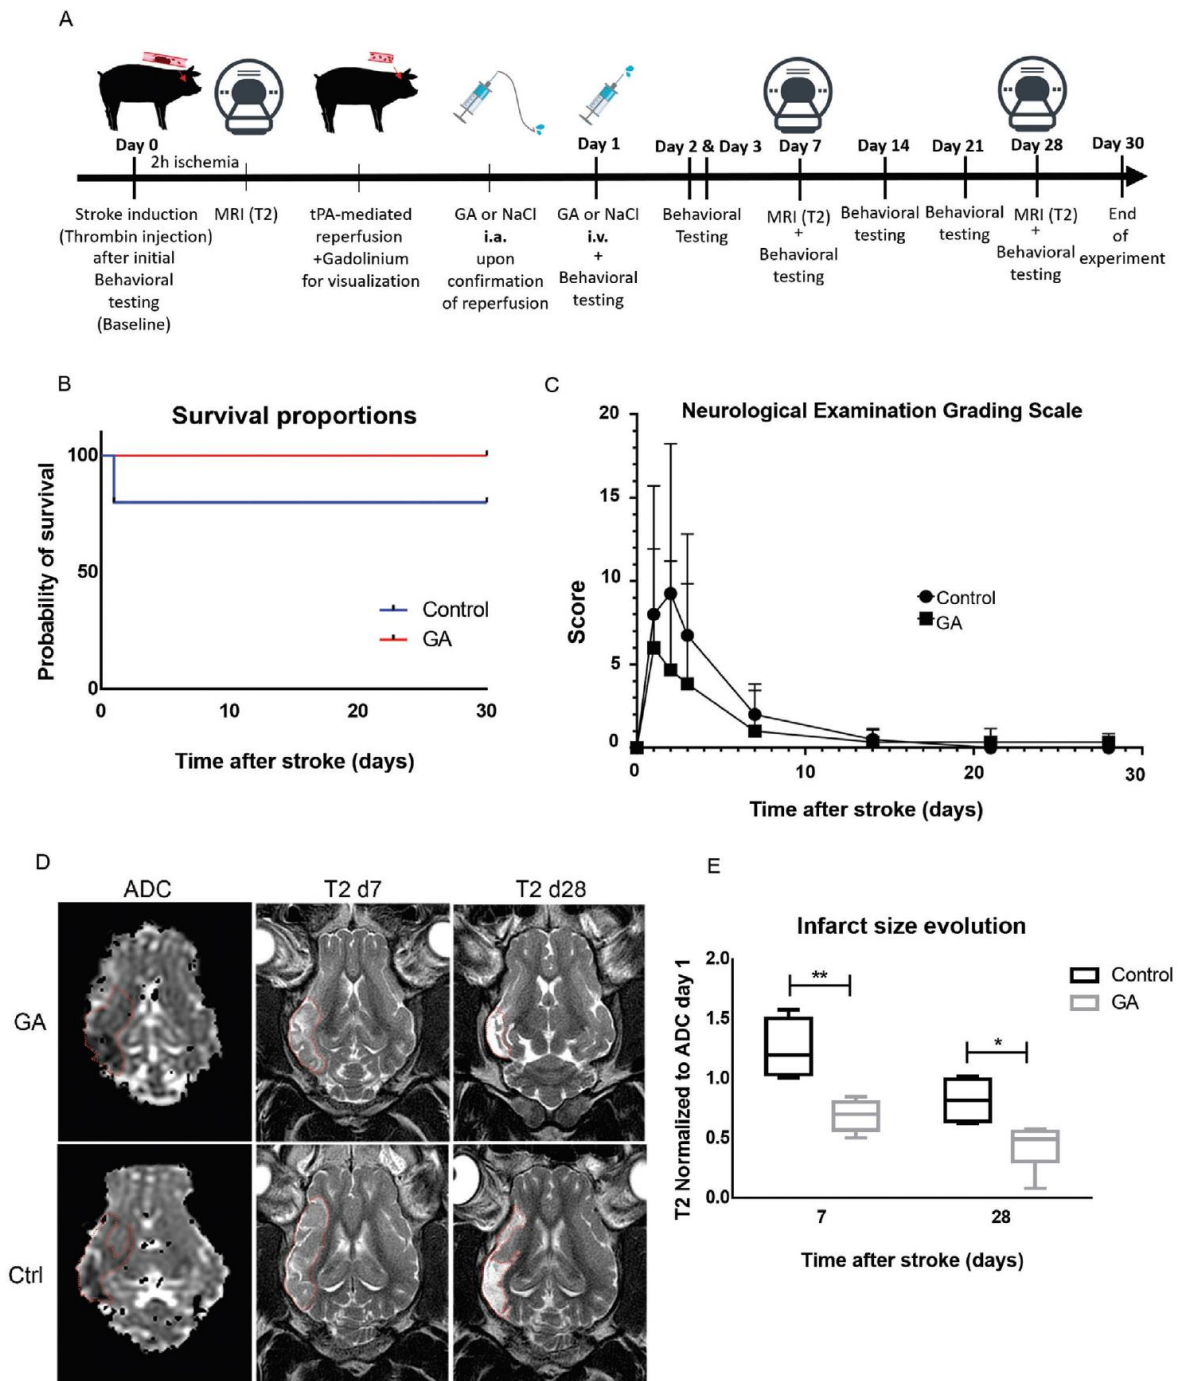 A
Day 0
2h ischemia
Day 1
Day 2 & Day 3
Day 7
Day 14
Day 21
Day 28
Day 30
Stroke induction
(Thrombin injection)
after initial
Behavioral
testing
(Baseline)
MRI (T2)
tPA-mediated
reperfusion
+Gadolinium
for visualization
GA or NaCl
i.a.
upon
confirmation
of reperfusion
GA or NaCl
i.v.
+
Behavioral
testing
Behavioral
Testing
MRI (T2)
+
Behavioral
testing
Behavioral
testing
Behavioral
testing
MRI (T2)
+
Behavioral
testing
End
of
experiment
B
Survival proportions
Probability of survival
100
50
0
0 10 20 30
Control
GA
Time after stroke (days)
C
Neurological Examination Grading Scale
Score
20
15
10
5
0
0 10 20 30
Control
GA
Time after stroke (days)
D
ADC T2 d7 T2 d28
GA
Ctrl
E
Infarct size evolution
T2 Normalized to ADC day 1
2.0
1.5
1.0
0.5
0.0
**
*
Control
GA
7 28
Time after stroke (days)